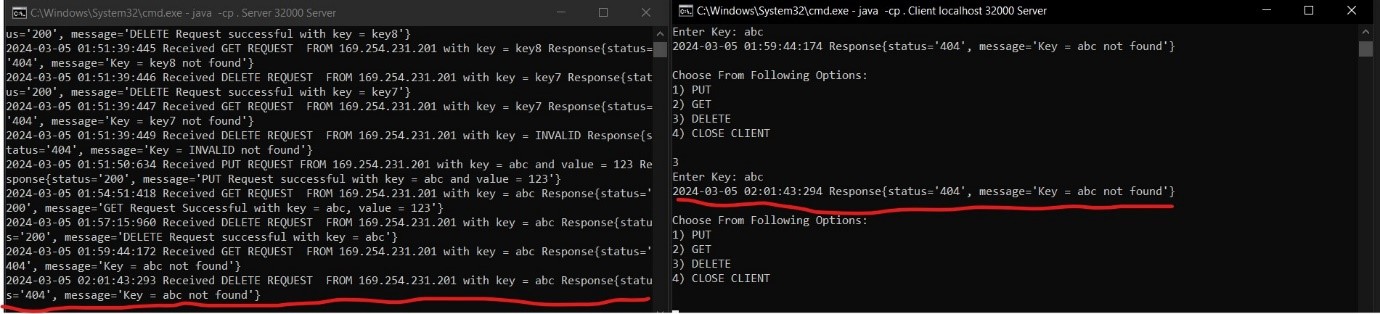 C:\Windows\System32\cmd.exe - java -cp . Server 32000 Server
us='200', message='DELETE Request successful with key = key8'}
2024-03-05 01:51:39:445 Received GET REQUEST  FROM 169.254.231.201 with key = key8 Response{status=
'404', message='Key = key8 not found'}
2024-03-05 01:51:39:446 Received DELETE REQUEST  FROM 169.254.231.201 with key = key7 Response{stat
us='200', message='DELETE Request successful with key = key7'}
2024-03-05 01:51:39:447 Received GET REQUEST  FROM 169.254.231.201 with key = key7 Response{status=
'404', message='Key = key7 not found'}
2024-03-05 01:51:39:449 Received DELETE REQUEST  FROM 169.254.231.201 with key = INVALID Response{s
tatus='404', message='Key = INVALID not found'}
2024-03-05 01:51:50:634 Received PUT REQUEST FROM 169.254.231.201 with key = abc and value = 123 Re
sponse{status='200', message='PUT Request successful with key = abc and value = 123'}
2024-03-05 01:54:51:418 Received GET REQUEST  FROM 169.254.231.201 with key = abc Response{status='
200', message='GET Request Successful with key = abc, value = 123'}
2024-03-05 01:57:15:960 Received DELETE REQUEST  FROM 169.254.231.201 with key = abc Response{statu
s='200', message='DELETE Request successful with key = abc'}
2024-03-05 01:59:44:172 Received GET REQUEST  FROM 169.254.231.201 with key = abc Response{status='
404', message='Key = abc not found'}
2024-03-05 02:01:43:293 Received DELETE REQUEST  FROM 169.254.231.201 with key = abc Response{statu
s='404', message='Key = abc not found'}
C:\Windows\System32\cmd.exe - java -cp . Client localhost 32000 Server
Enter Key: abc
2024-03-05 01:59:44:174 Response{status='404', message='Key = abc not found'}
Choose From Following Options:
1) PUT
2) GET
3) DELETE
4) CLOSE CLIENT
3
Enter Key: abc
2024-03-05 02:01:43:294 Response{status='404', message='Key = abc not found'}
Choose From Following Options:
1) PUT
2) GET
3) DELETE
4) CLOSE CLIENT